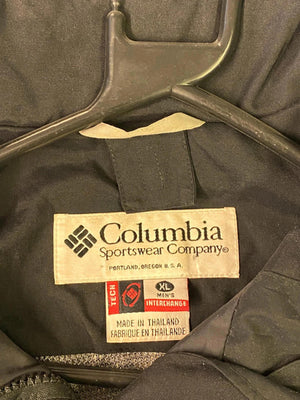 Columbia
Sportswear Company®
PORTLAND, OREGON U.S.A.
TECH
XL
MEN'S
INTERCHANGE
MADE IN THAILAND
FABRIQUE EN THAILANDE